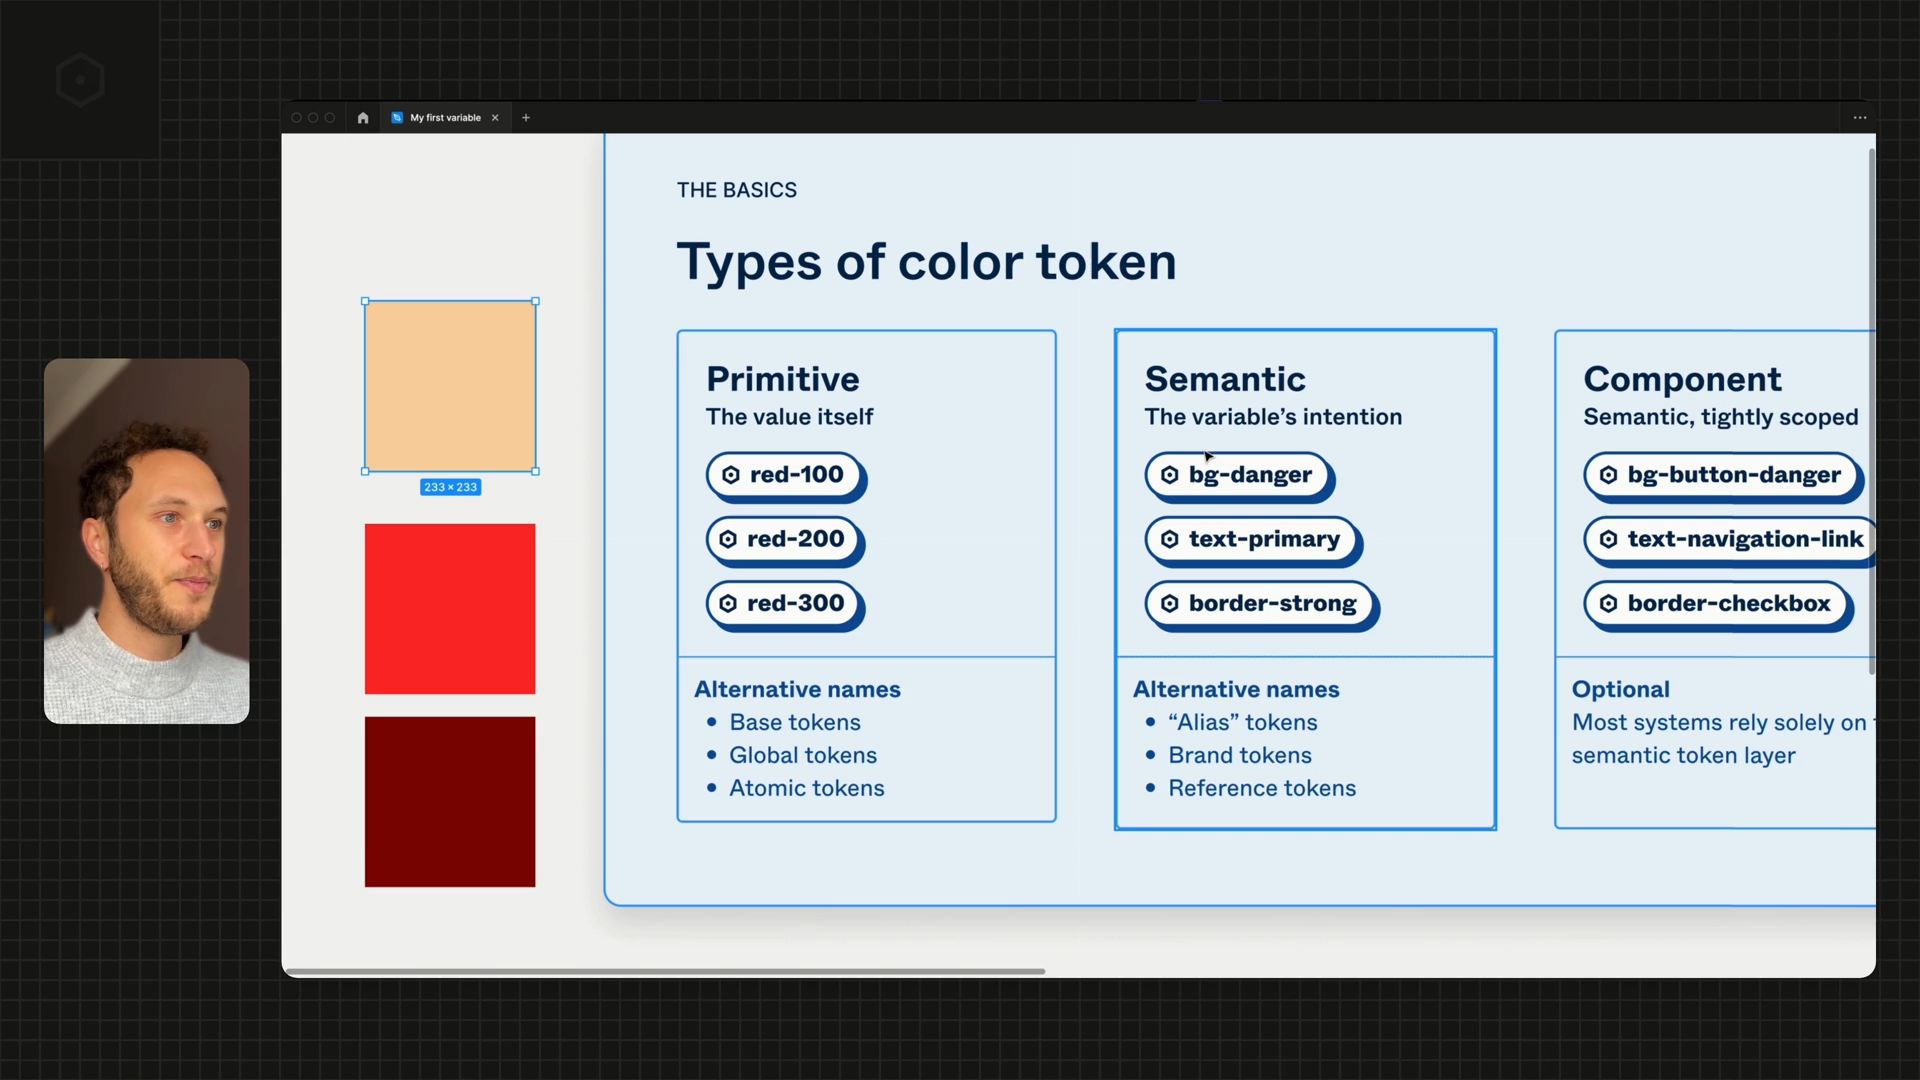 My first variable
THE BASICS
Types of color token
233 × 233
Primitive
The value itself
red-100
red-200
red-300
Alternative names
• Base tokens
• Global tokens
• Atomic tokens
Semantic
The variable’s intention
bg-danger
text-primary
border-strong
Alternative names
• “Alias” tokens
• Brand tokens
• Reference tokens
Component
Semantic, tightly scoped
bg-button-danger
text-navigation-link
border-checkbox
Optional
Most systems rely solely on
semantic token layer